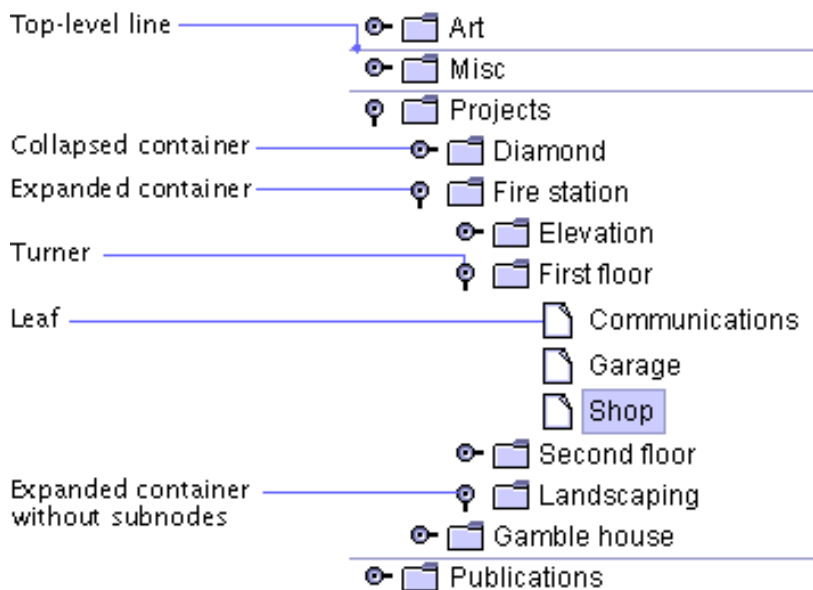 Top-level line
Art
Misc
Projects
Collapsed container
Diamond
Expanded container
Fire station
Elevation
Turner
First floor
Leaf
Communications
Garage
Shop
Second floor
Expanded container
without subnodes
Landscaping
Gamble house
Publications